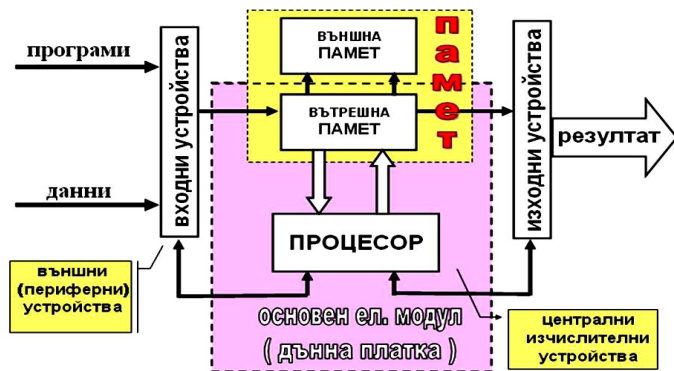 програми
данни
входни устройства
ВЪНШНА
ПАМЕТ
ВЪТРЕШНА
ПАМЕТ
памет
ПРОЦЕСОР
изходни устройства
резултат
външни
(периферни)
устройства
основен ел. модул
( дънна платка )
централни
изчислителни
устройства